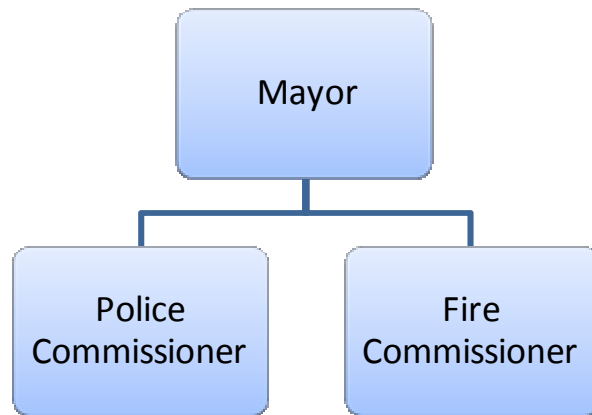 Mayor
Police
Commissioner
Fire
Commissioner